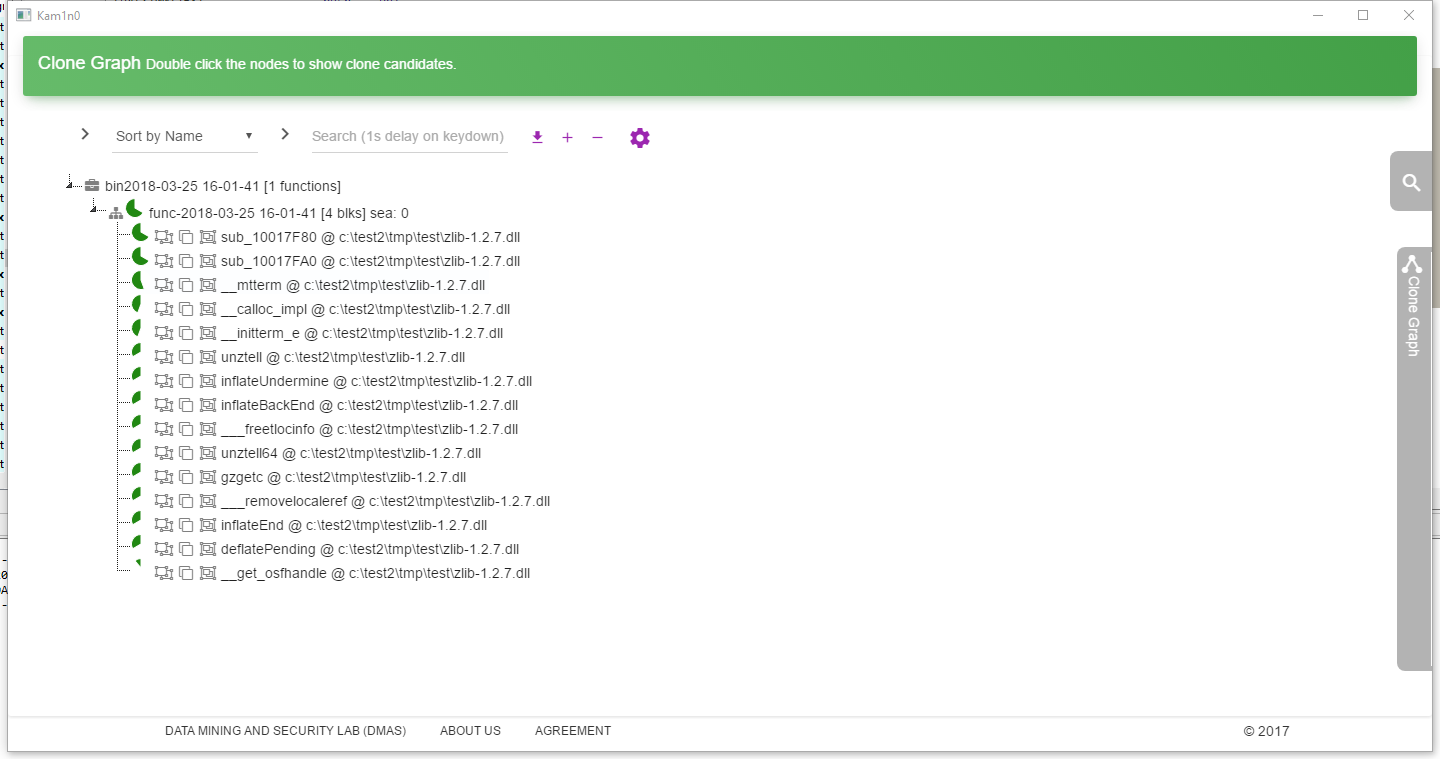 Kam1n0
Clone Graph Double click the nodes to show clone candidates.
Sort by Name
Search (1s delay on keydown)
bin2018-03-25 16-01-41 [1 functions]
func-2018-03-25 16-01-41 [4 blks] sea: 0
sub_10017F80 @ c:\test2\tmp\test\zlib-1.2.7.dll
sub_10017FA0 @ c:\test2\tmp\test\zlib-1.2.7.dll
__mtterm @ c:\test2\tmp\test\zlib-1.2.7.dll
__calloc_impl @ c:\test2\tmp\test\zlib-1.2.7.dll
__initterm_e @ c:\test2\tmp\test\zlib-1.2.7.dll
unztell @ c:\test2\tmp\test\zlib-1.2.7.dll
inflateUndermine @ c:\test2\tmp\test\zlib-1.2.7.dll
inflateBackEnd @ c:\test2\tmp\test\zlib-1.2.7.dll
___freetlocinfo @ c:\test2\tmp\test\zlib-1.2.7.dll
unztell64 @ c:\test2\tmp\test\zlib-1.2.7.dll
gzgetc @ c:\test2\tmp\test\zlib-1.2.7.dll
___removelocaleref @ c:\test2\tmp\test\zlib-1.2.7.dll
inflateEnd @ c:\test2\tmp\test\zlib-1.2.7.dll
deflatePending @ c:\test2\tmp\test\zlib-1.2.7.dll
__get_osfhandle @ c:\test2\tmp\test\zlib-1.2.7.dll
Clone Graph
DATA MINING AND SECURITY LAB (DMAS) ABOUT US AGREEMENT © 2017